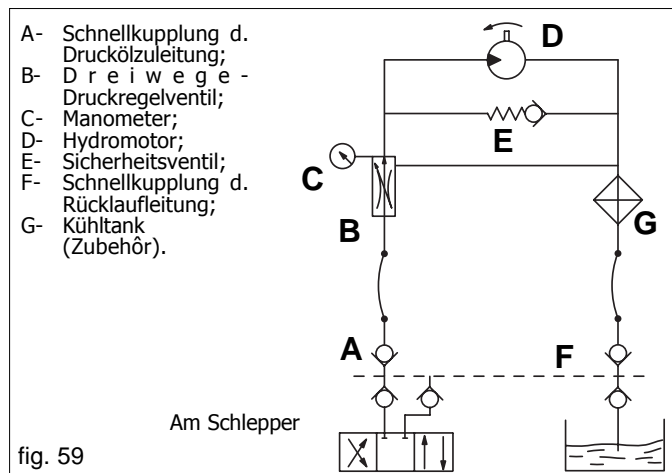 A- Schnellkupplung d.
Druckölzuleitung;
B- D r e i w e g e -
Druckregelventil;
C- Manometer;
D- Hydromotor;
E- Sicherheitsventil;
F- Schnellkupplung d.
Rücklaufleitung;
G- Kühltank
(Zubehôr).
D
E
C
B
G
A
F
Am Schlepper
fig. 59